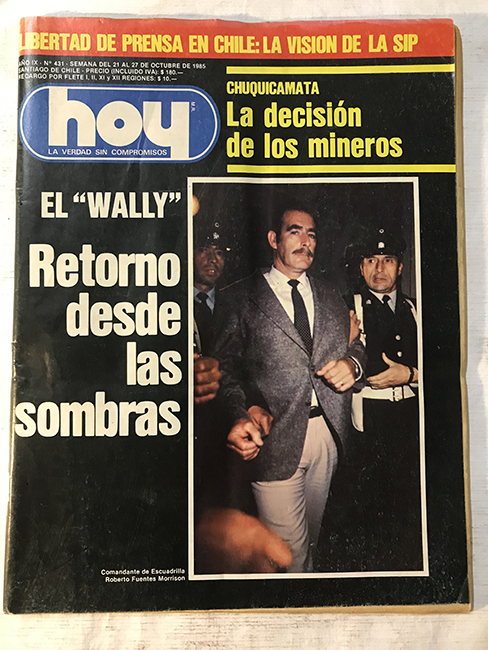 LIBERTAD DE PRENSA EN CHILE: LA VISION DE LA SIP
AÑO IX - Nº 431 - SEMANA DEL 21 AL 27 DE OCTUBRE DE 1985
SANTIAGO DE CHILE - PRECIO (INCLUIDO IVA): $ 180.—
RECARGO POR FLETE I, II, XI y XII REGIONES: $ 10.—
hoy
M.R.
LA VERDAD SIN COMPROMISOS
CHUQUICAMATA
La decisión
de los mineros
EL "WALLY"
Retorno
desde
las
sombras
Comandante de Escuadrilla
Roberto Fuentes Morrison